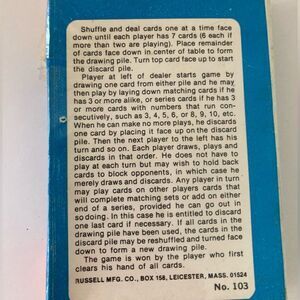 Shuffle and deal cards one at a time face
down until each player has 7 cards (6 each if
more than two are playing). Place remainder
of cards face down in center of table to form
the drawing pile. Turn top card face up to start
the discard pile.
Player at left of dealer starts game by
drawing one card from either pile and he may
then play by laying down matching cards if he
has 3 or more alike, or series cards if he has 3
or more cards with numbers that run con-
secutively, such as 3, 4, 5, 6, or 8, 9, 10, etc.
When he can make no more plays, he discards
one card by placing it face up on the discard
pile. Then the next player to the left has his
turn and so on. Each player draws, plays and
discards in that order. He does not have to
play at each turn but may wish to hold back
cards to block opponents, in which case he
merely draws and discards. Any player in turn
may play cards on other players cards that
will complete matching sets or add on either
end of a series, provided he can go out in
so doing. In this case he is entitled to discard
one last card if necessary. If all cards in the
drawing pile have been used, the cards in the
discard pile may be reshuffled and turned face
down to form a new drawing pile.
The game is won by the player who first
clears his hand of all cards.
RUSSELL MFG. CO., BOX 158, LEICESTER, MASS. 01524
No. 103